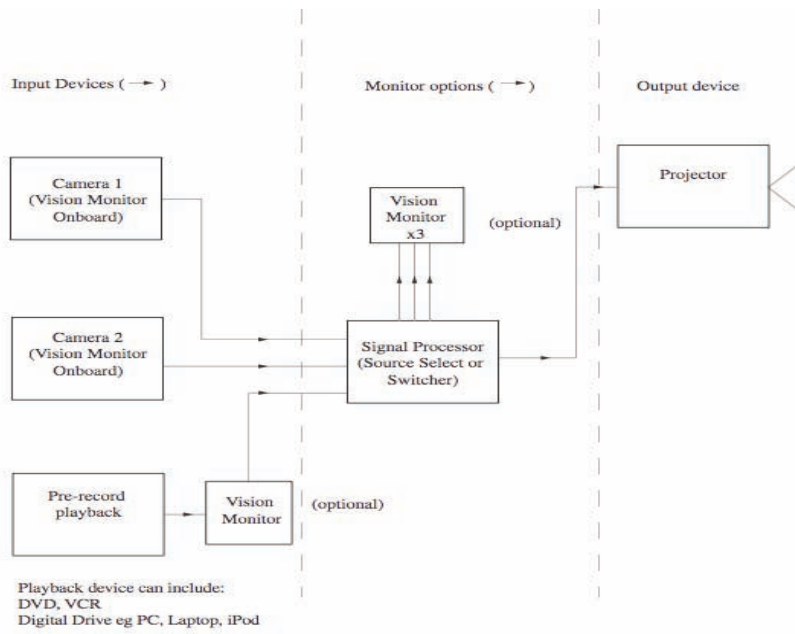 Input Devices ( → )
Monitor options ( → )
Output device
Camera 1
(Vision Monitor
Onboard)
Vision
Monitor
x3
(optional)
Projector
Camera 2
(Vision Monitor
Onboard)
Signal Processor
(Source Select or
Switcher)
Pre-record
playback
Vision
Monitor
(optional)
Playback device can include:
DVD, VCR
Digital Drive eg PC, Laptop, iPod